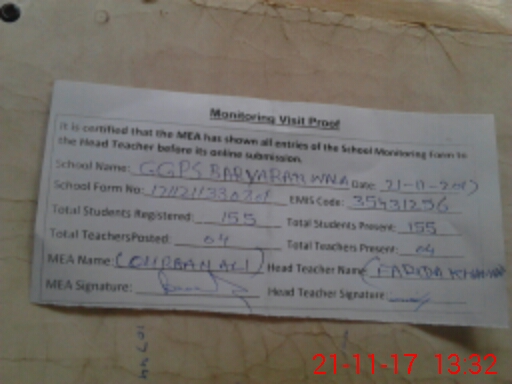 Monitoring Visit Proof
It is certified that the MEA has shown all entries of the School Monitoring Form to
the Head Teacher before its online submission.
School Name: GGPS Date: 21-11-2017
School Form No: EMIS Code: 35431256
Total Students Registered: 155 Total Students Present: 155
Total Teachers Posted: 04 Total Teachers Present: 04
MEA Name: (QURBAN ALI) Head Teacher Name (FARIDA
MEA Signature: Head Teacher Signature
21-11-17 13:32